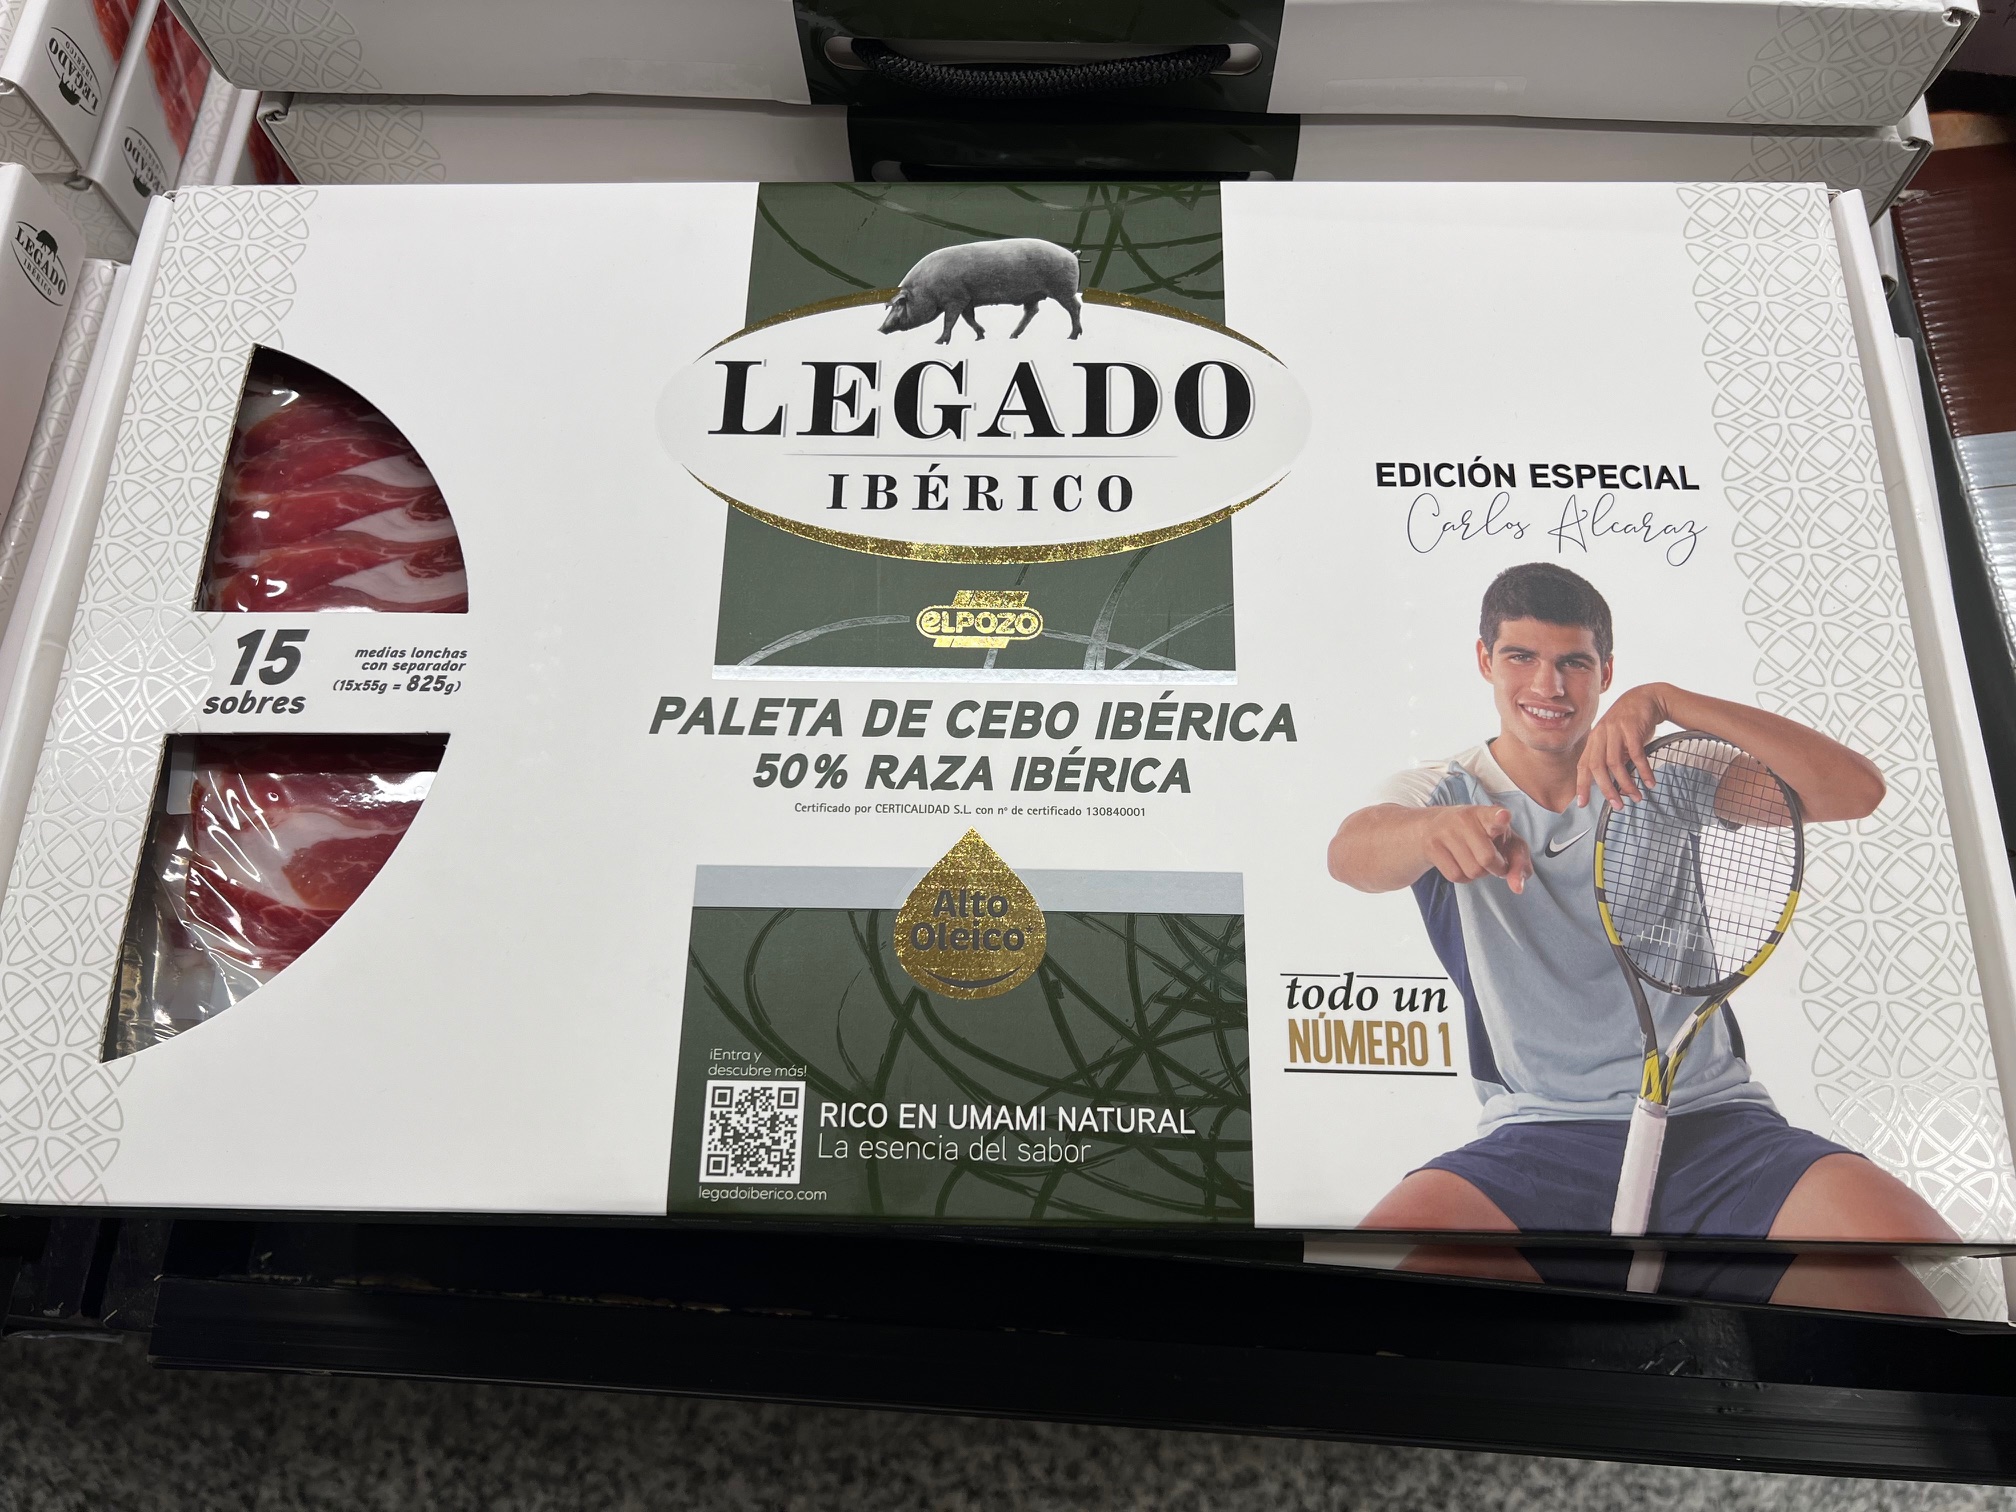 LEGADO
IBÉRICO
LEGADO
IBÉRICO
LEGADO
IBÉRICO
LEGADO
IBÉRICO
elPOZO
EDICIÓN ESPECIAL
Carlos Alcaraz
15
sobres
medias lonchas
con separador
(15x55g = 825g)
PALETA DE CEBO IBÉRICA
50% RAZA IBÉRICA
Certificado por CERTICALIDAD S.L. con nº de certificado 130840001
Alto
Oleico
todo un
NÚMERO 1
¡Entra y
descubre más!
RICO EN UMAMI NATURAL
La esencia del sabor
legadoiberico.com